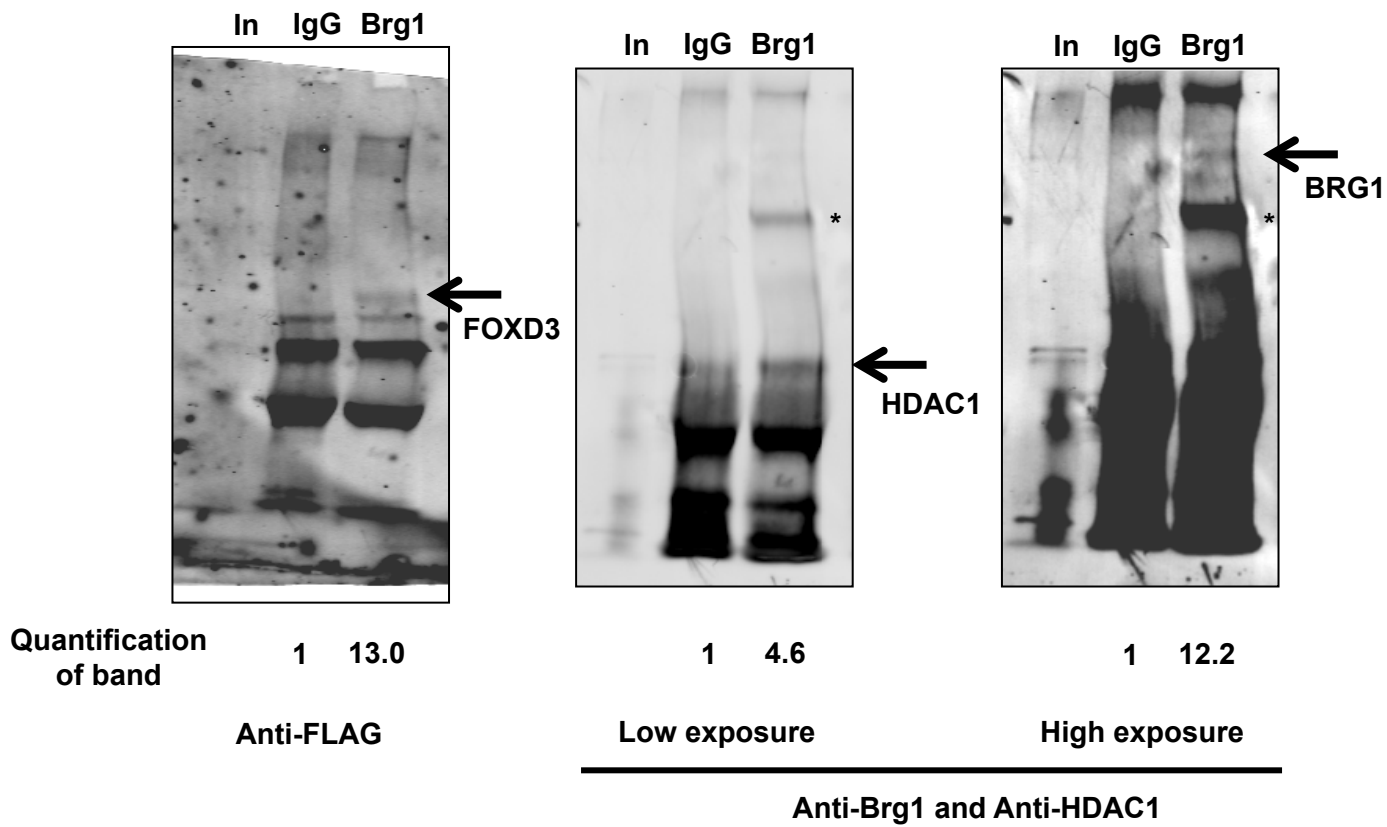 In IgG Brg1
In IgG Brg1
In IgG Brg1
BRG1
*
*
FOXD3
HDAC1
Quantification
of band
1 13.0
1 4.6
1 12.2
Anti-FLAG
Low exposure
High exposure
Anti-Brg1 and Anti-HDAC1